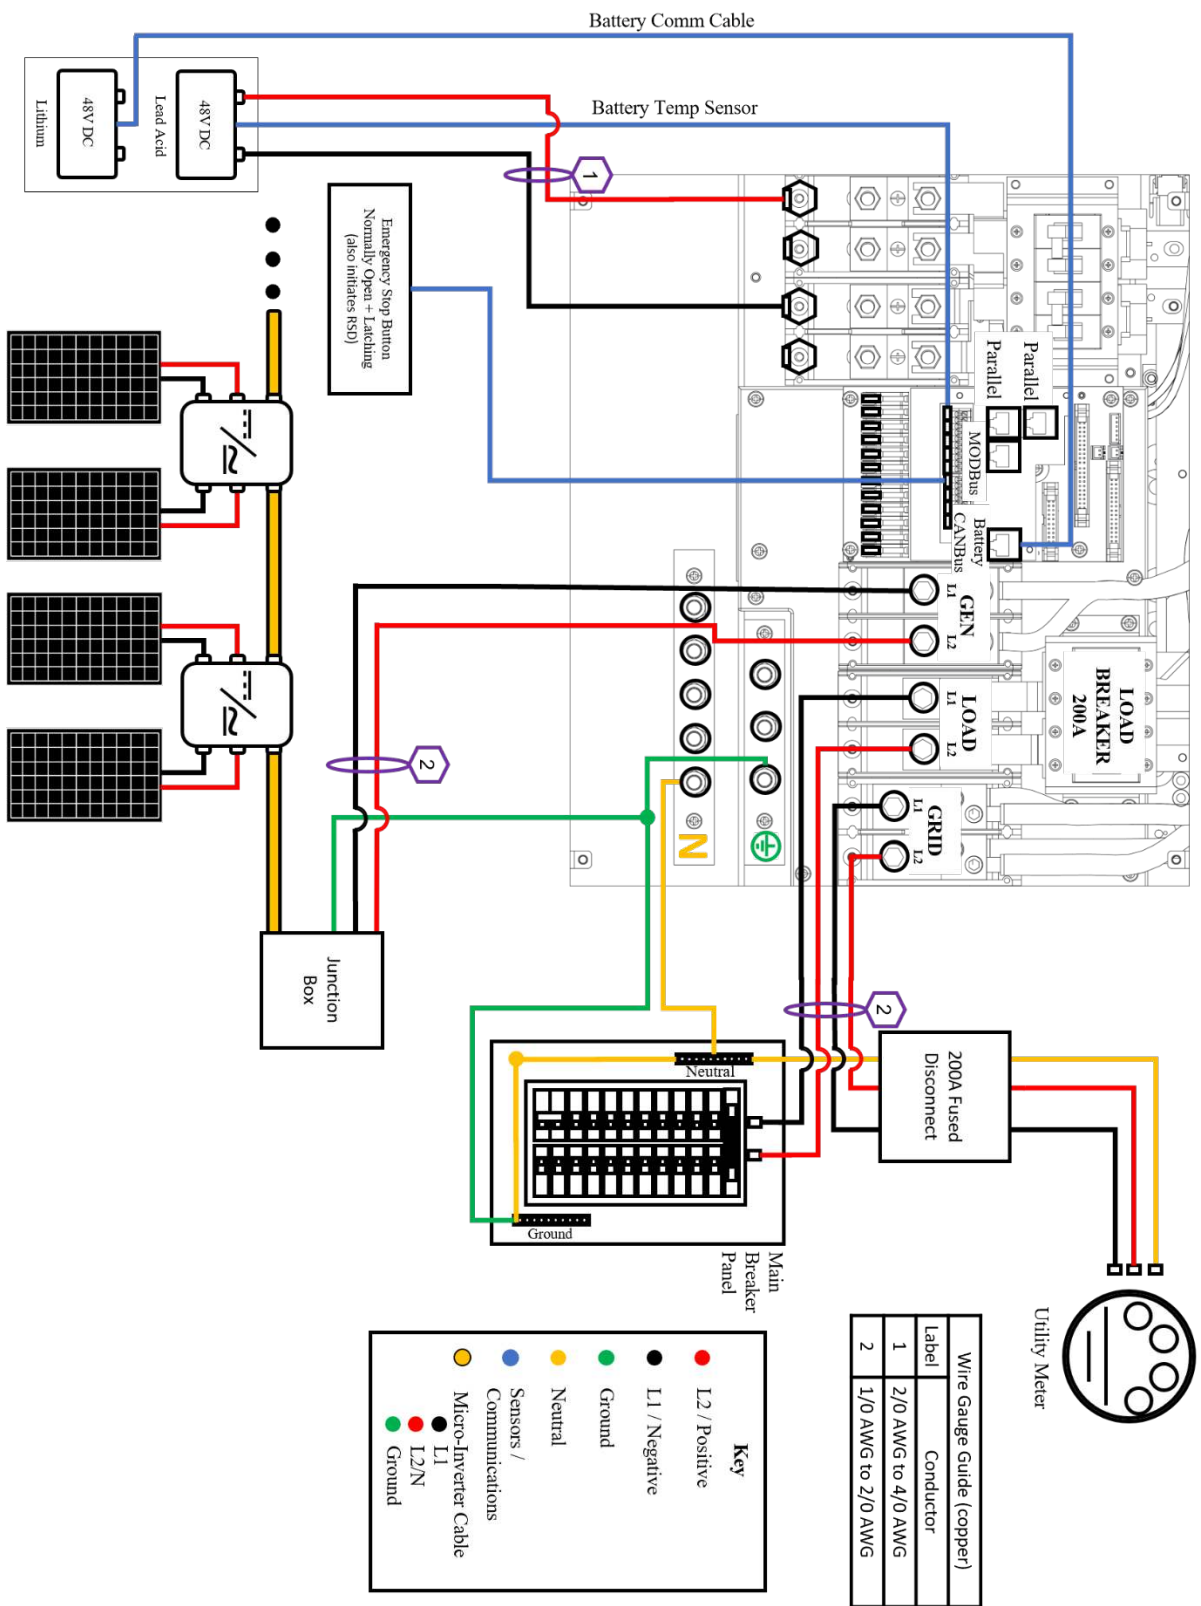 Battery Comm Cable
Battery Temp Sensor
48V DC
Lithium
48V DC
Lead Acid
1
Emergency Stop Button
Normally Open + Latching
(also initiates RSD)
Parallel
Parallel
MODBus
Battery
CANBus
L1
GEN
L2
L1
LOAD
L2
LOAD
BREAKER
200A
L1
GRID
L2
N
2
Junction
Box
2
200A Fused
Disconnect
Neutral
Ground
Main
Breaker
Panel
Utility Meter
Wire Gauge Guide (copper)
Label Conductor
1 2/0 AWG to 4/0 AWG
2 1/0 AWG to 2/0 AWG
Key
L2 / Positive
L1 / Negative
Ground
Neutral
Sensors /
Communications
Micro-Inverter Cable
L1
L2/N
Ground